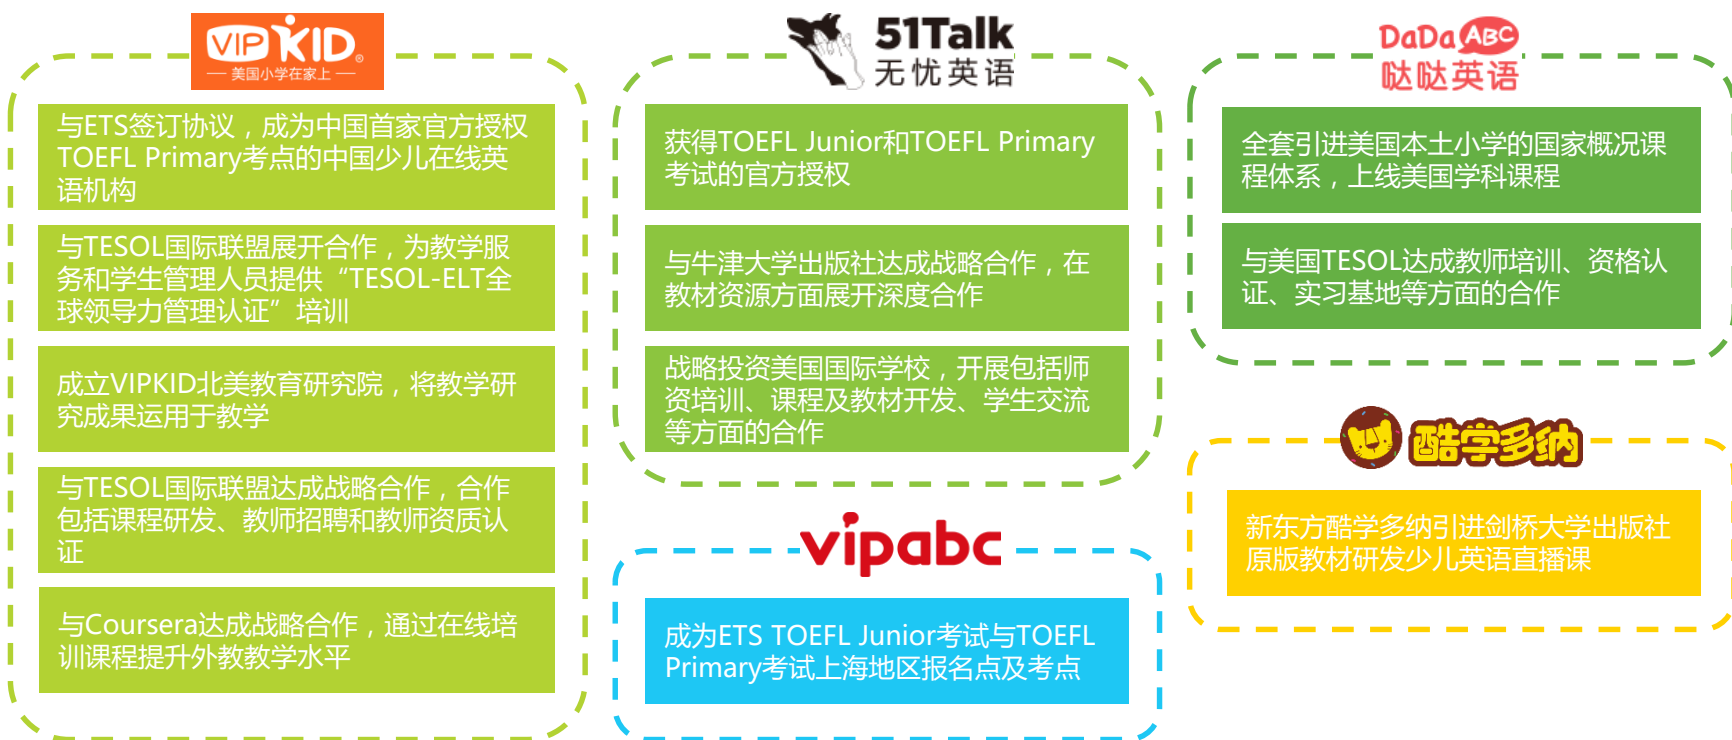 VIPKID
美国小学在家上
与ETS签订协议，成为中国首家官方授权
TOEFL Primary考点的中国少儿在线英
语机构
与TESOL国际联盟展开合作，为教学服
务和学生管理人员提供“TESOL-ELT全
球领导力管理认证”培训
成立VIPKID北美教育研究院，将教学研
究成果运用于教学
与TESOL国际联盟达成战略合作，合作
包括课程研发、教师招聘和教师资质认
证
与Coursera达成战略合作，通过在线培
训课程提升外教教学水平
51Talk
无忧英语
获得TOEFL Junior和TOEFL Primary
考试的官方授权
与牛津大学出版社达成战略合作，在
教材资源方面展开深度合作
战略投资美国国际学校，开展包括师
资培训、课程及教材开发、学生交流
等方面的合作
vipabc
成为ETS TOEFL Junior考试与TOEFL
Primary考试上海地区报名点及考点
DaDaABC
哒哒英语
全套引进美国本土小学的国家概况课
程体系，上线美国学科课程
与美国TESOL达成教师培训、资格认
证、实习基地等方面的合作
酷学多纳
新东方酷学多纳引进剑桥大学出版社
原版教材研发少儿英语直播课